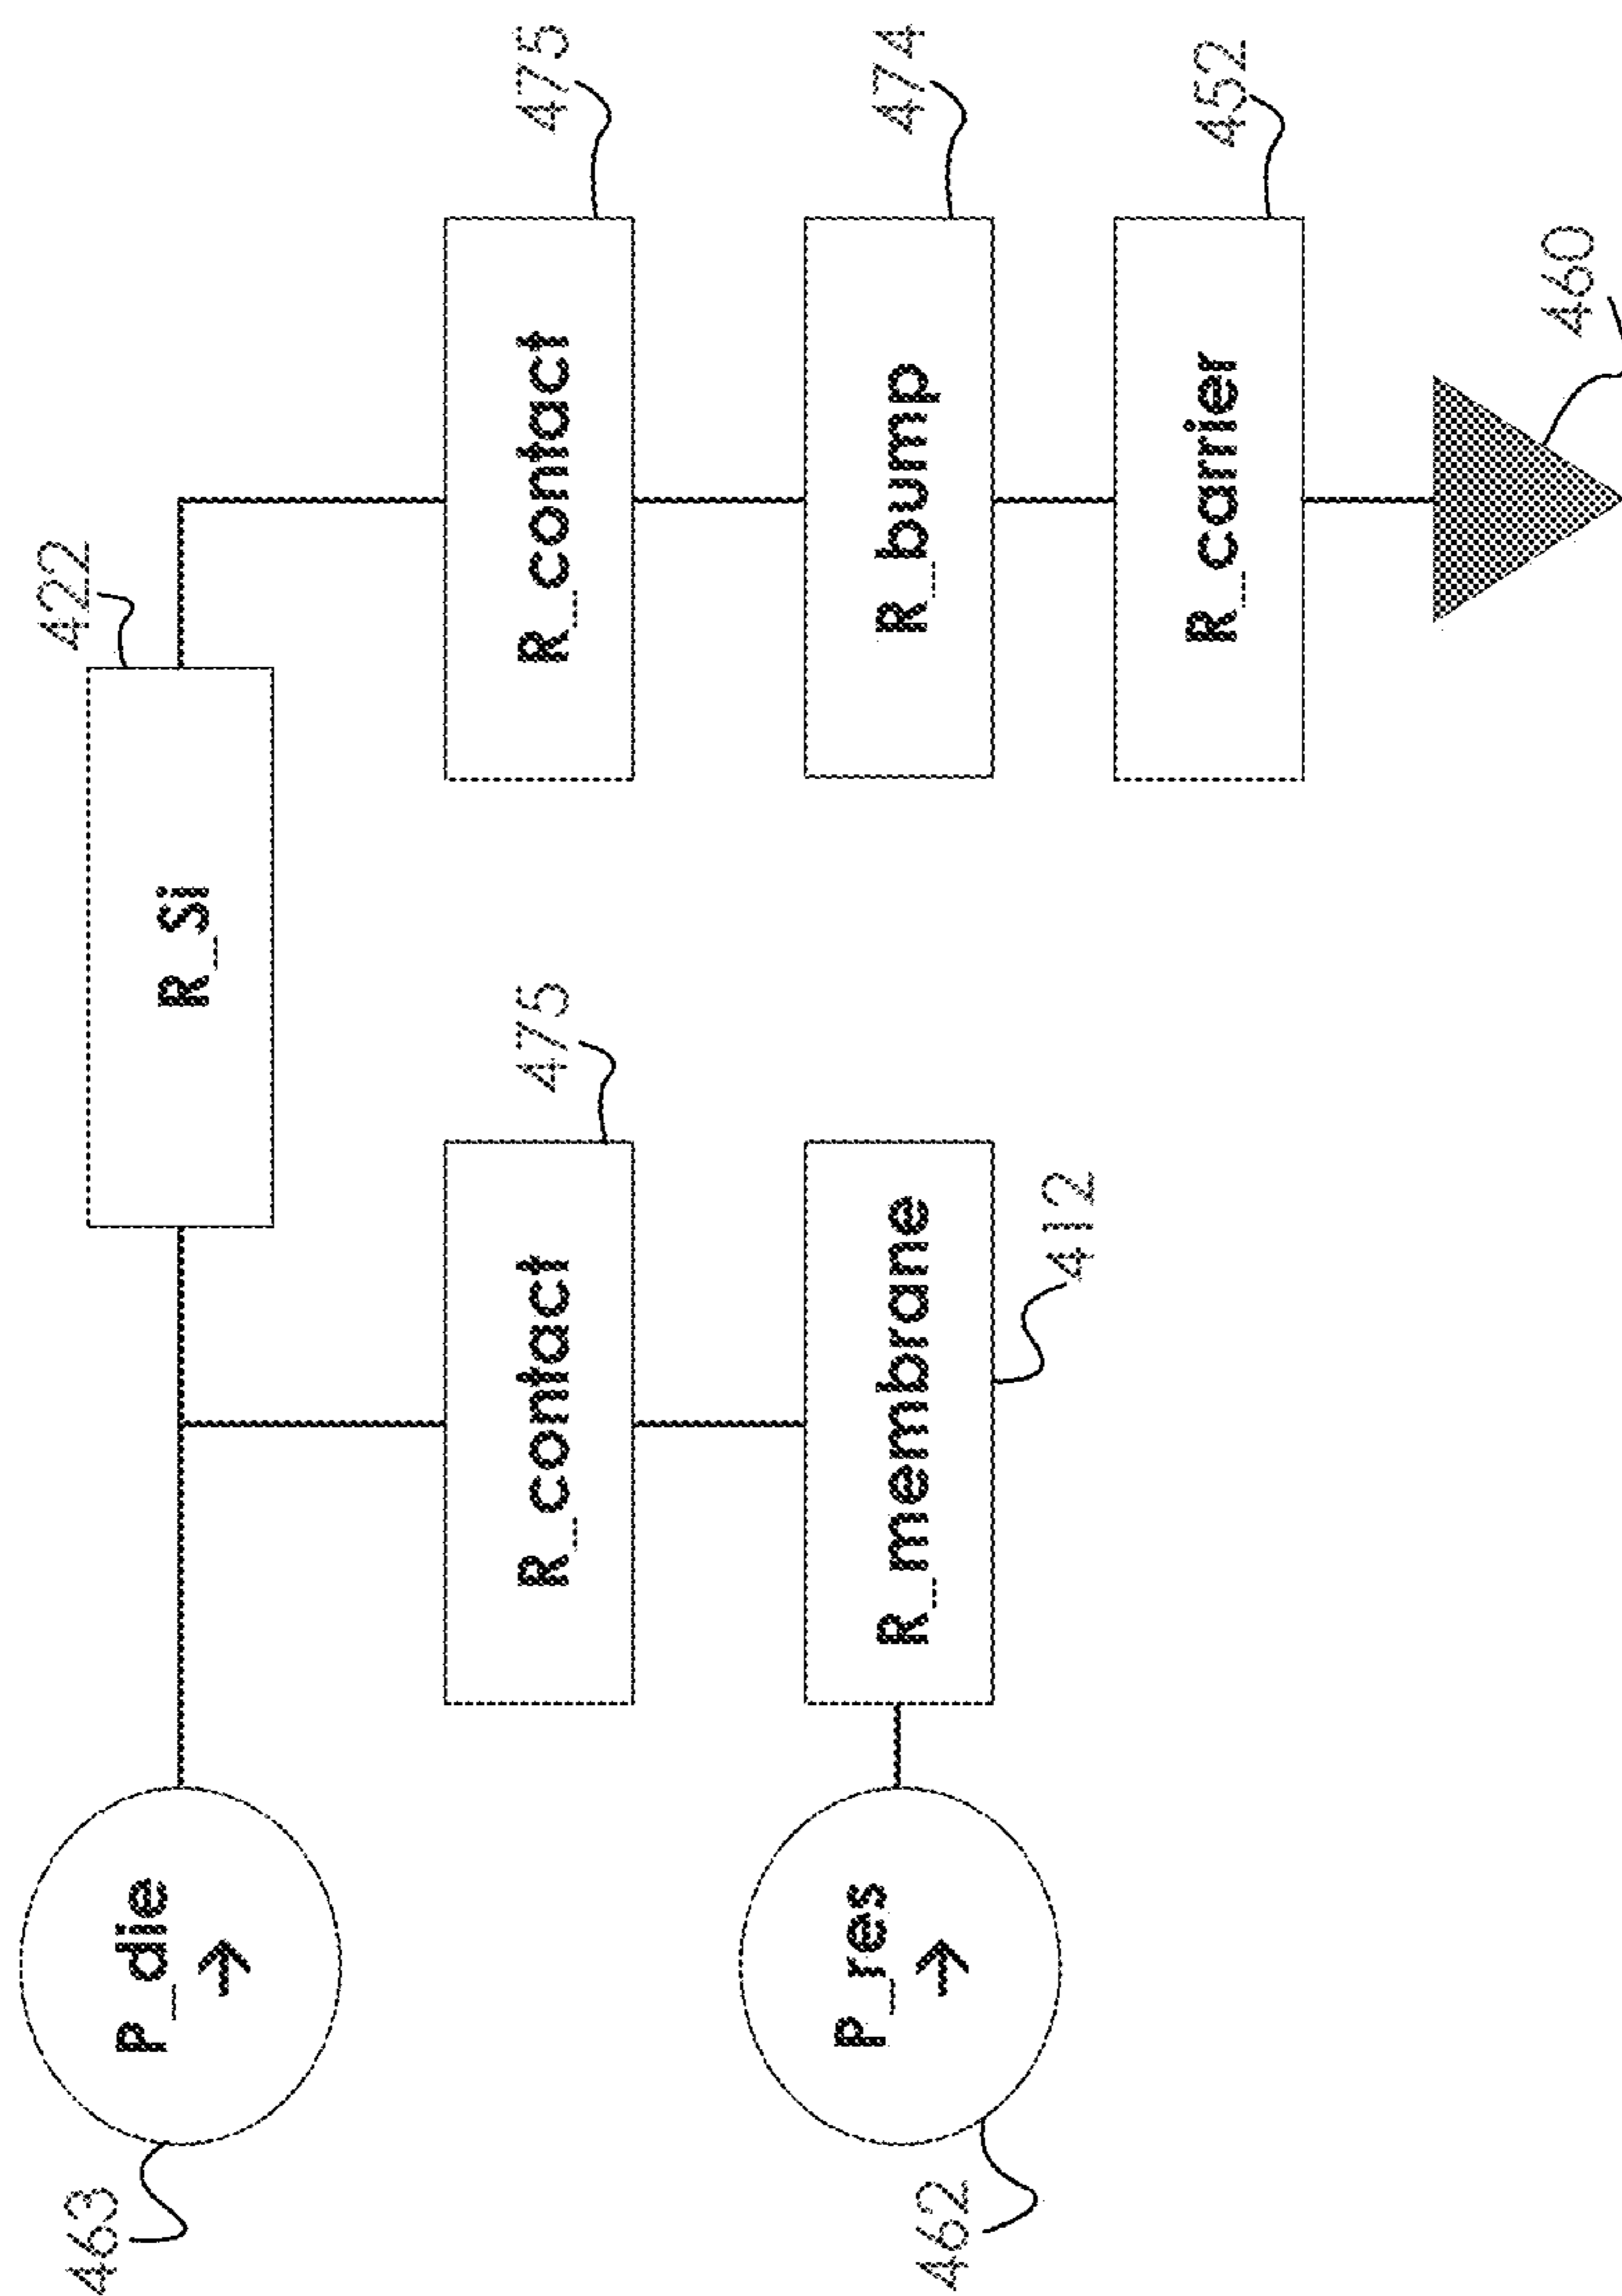 463
P_die
R_Si
422
R_contact
475
R_contact
475
462
P_res
R_membrane
412
R_bump
474
R_carrier
452
460